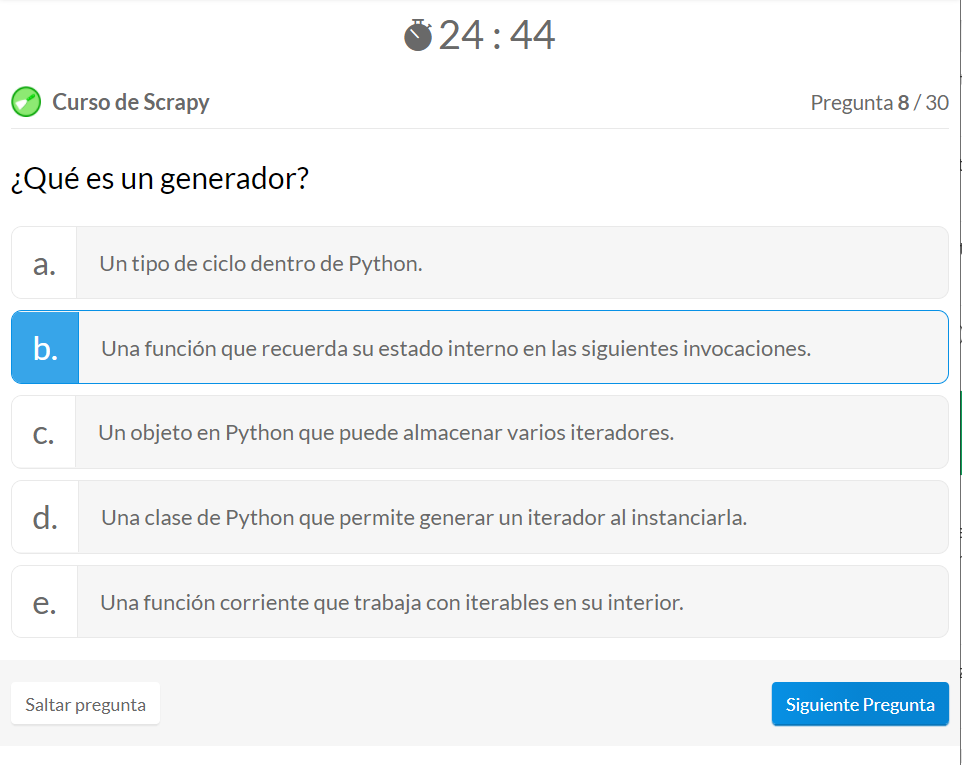 24 : 44
Curso de Scrapy
Pregunta 8 / 30
¿Qué es un generador?
a. Un tipo de ciclo dentro de Python.
b. Una función que recuerda su estado interno en las siguientes invocaciones.
c. Un objeto en Python que puede almacenar varios iteradores.
d. Una clase de Python que permite generar un iterador al instanciarla.
e. Una función corriente que trabaja con iterables en su interior.
Saltar pregunta
Siguiente Pregunta